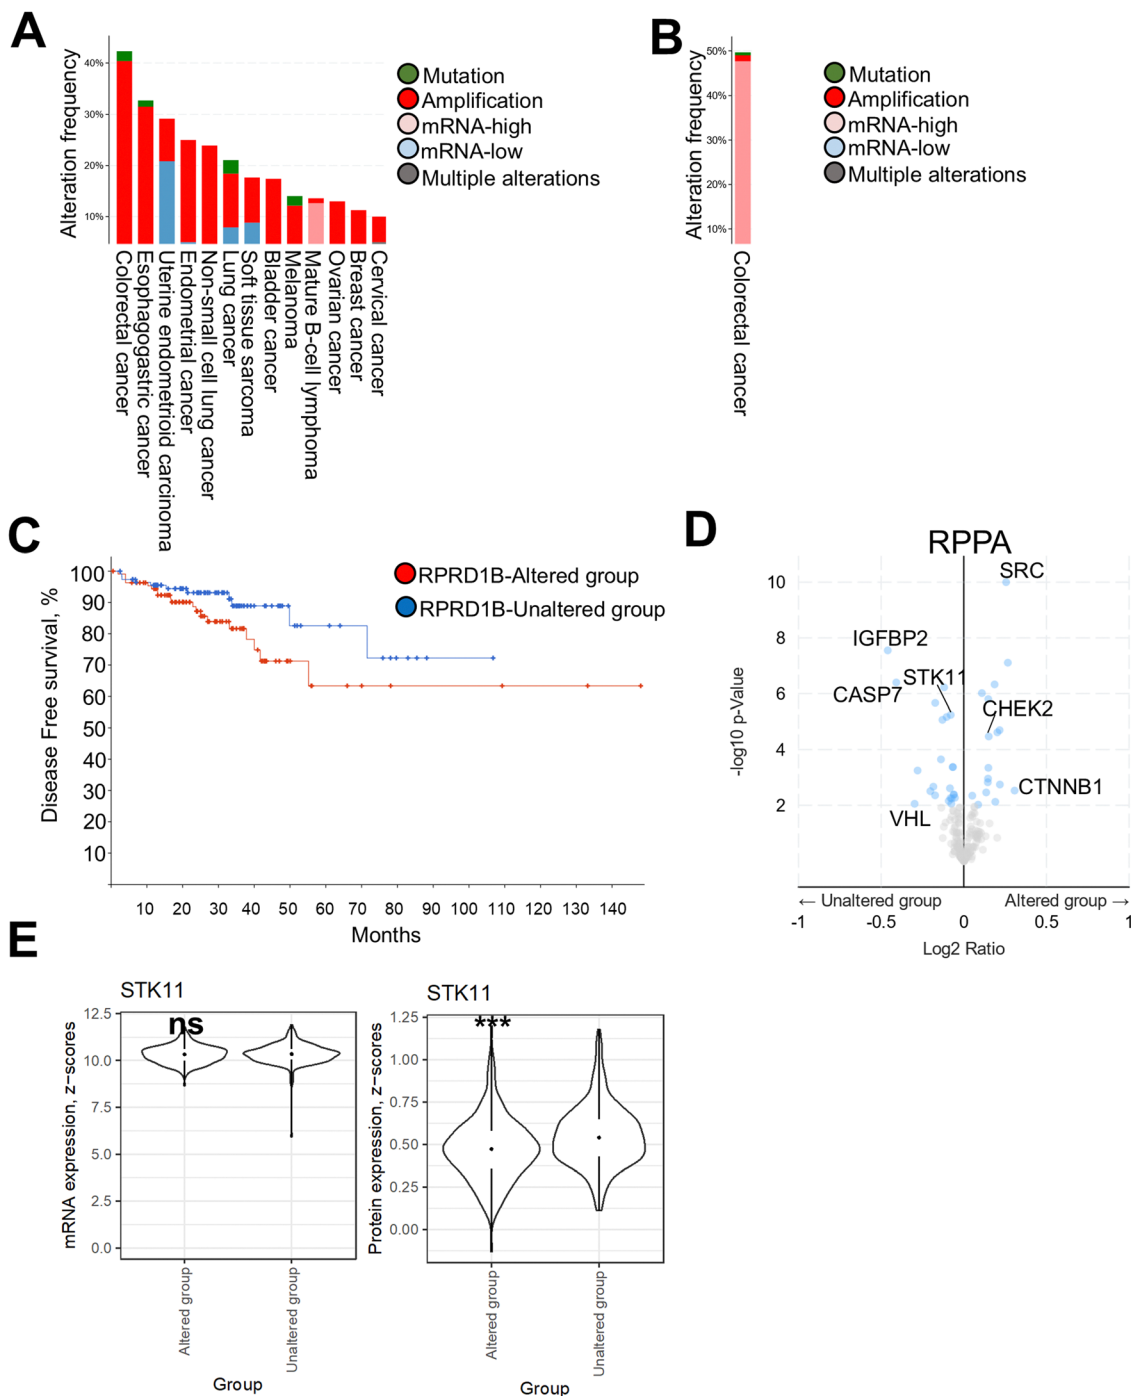 A
Alteration frequency
40%
30%
20%
10%
Mutation
Amplification
mRNA-high
mRNA-low
Multiple alterations
Colorectal cancer
Esophagogastric cancer
Uterine endometrioid carcinoma
Endometrial cancer
Non-small cell lung cancer
Lung cancer
Soft tissue sarcoma
Bladder cancer
Melanoma
Mature B-cell lymphoma
Ovarian cancer
Breast cancer
Cervical cancer
B
Alteration frequency
50%
40%
30%
20%
10%
Mutation
Amplification
mRNA-high
mRNA-low
Multiple alterations
Colorectal cancer
C
Disease Free survival, %
100
90
80
70
60
50
40
30
20
10
RPRD1B-Altered group
RPRD1B-Unaltered group
10 20 30 40 50 60 70 80 90 100 110 120 130 140
Months
D
RPPA
-log10 p-Value
10
8
6
4
2
SRC
IGFBP2
STK11
CASP7
CHEK2
CTNNB1
VHL
← Unaltered group
Altered group →
-1 -0.5 0 0.5 1
Log2 Ratio
E
STK11
mRNA expression, z−scores
12.5
10.0
7.5
5.0
2.5
0.0
ns
Altered group
Unaltered group
Group
STK11
Protein expression, z−scores
1.25
1.00
0.75
0.50
0.25
0.00
***
Altered group
Unaltered group
Group